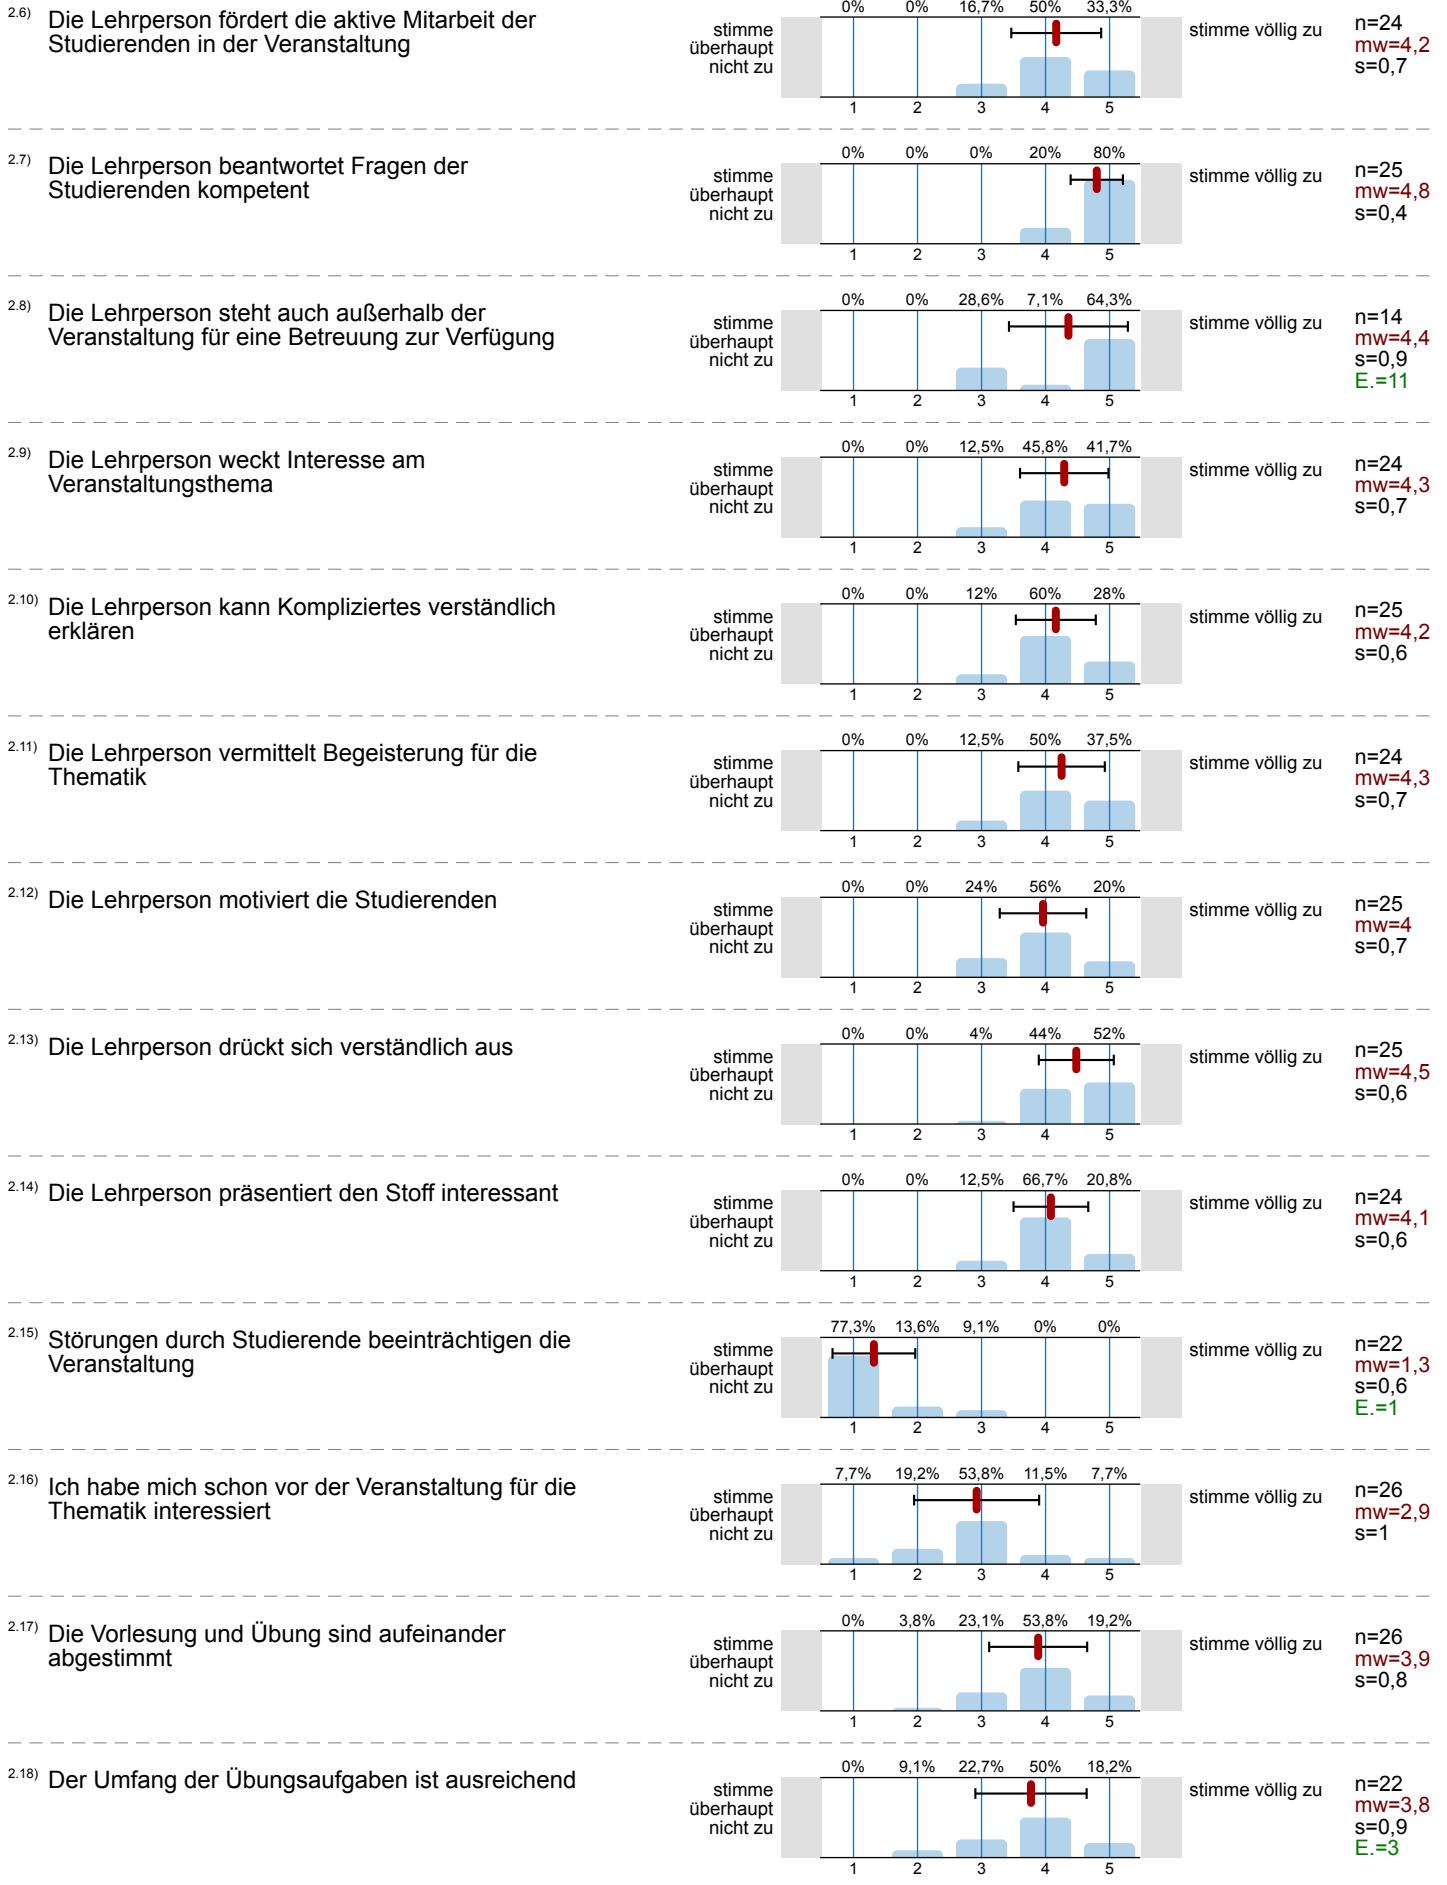 2.6) Die Lehrperson fördert die aktive Mitarbeit der
Studierenden in der Veranstaltung
0% 0% 16,7% 50% 33,3%
stimme
überhaupt
nicht zu
stimme völlig zu
1 2 3 4 5
n=24
mw=4,2
s=0,7
2.7) Die Lehrperson beantwortet Fragen der
Studierenden kompetent
0% 0% 0% 20% 80%
stimme
überhaupt
nicht zu
stimme völlig zu
1 2 3 4 5
n=25
mw=4,8
s=0,4
2.8) Die Lehrperson steht auch außerhalb der
Veranstaltung für eine Betreuung zur Verfügung
0% 0% 28,6% 7,1% 64,3%
stimme
überhaupt
nicht zu
stimme völlig zu
1 2 3 4 5
n=14
mw=4,4
s=0,9
E.=11
2.9) Die Lehrperson weckt Interesse am
Veranstaltungsthema
0% 0% 12,5% 45,8% 41,7%
stimme
überhaupt
nicht zu
stimme völlig zu
1 2 3 4 5
n=24
mw=4,3
s=0,7
2.10) Die Lehrperson kann Kompliziertes verständlich
erklären
0% 0% 12% 60% 28%
stimme
überhaupt
nicht zu
stimme völlig zu
1 2 3 4 5
n=25
mw=4,2
s=0,6
2.11) Die Lehrperson vermittelt Begeisterung für die
Thematik
0% 0% 12,5% 50% 37,5%
stimme
überhaupt
nicht zu
stimme völlig zu
1 2 3 4 5
n=24
mw=4,3
s=0,7
2.12) Die Lehrperson motiviert die Studierenden
0% 0% 24% 56% 20%
stimme
überhaupt
nicht zu
stimme völlig zu
1 2 3 4 5
n=25
mw=4
s=0,7
2.13) Die Lehrperson drückt sich verständlich aus
0% 0% 4% 44% 52%
stimme
überhaupt
nicht zu
stimme völlig zu
1 2 3 4 5
n=25
mw=4,5
s=0,6
2.14) Die Lehrperson präsentiert den Stoff interessant
0% 0% 12,5% 66,7% 20,8%
stimme
überhaupt
nicht zu
stimme völlig zu
1 2 3 4 5
n=24
mw=4,1
s=0,6
2.15) Störungen durch Studierende beeinträchtigen die
Veranstaltung
77,3% 13,6% 9,1% 0% 0%
stimme
überhaupt
nicht zu
stimme völlig zu
1 2 3 4 5
n=22
mw=1,3
s=0,6
E.=1
2.16) Ich habe mich schon vor der Veranstaltung für die
Thematik interessiert
7,7% 19,2% 53,8% 11,5% 7,7%
stimme
überhaupt
nicht zu
stimme völlig zu
1 2 3 4 5
n=26
mw=2,9
s=1
2.17) Die Vorlesung und Übung sind aufeinander
abgestimmt
0% 3,8% 23,1% 53,8% 19,2%
stimme
überhaupt
nicht zu
stimme völlig zu
1 2 3 4 5
n=26
mw=3,9
s=0,8
2.18) Der Umfang der Übungsaufgaben ist ausreichend
0% 9,1% 22,7% 50% 18,2%
stimme
überhaupt
nicht zu
stimme völlig zu
1 2 3 4 5
n=22
mw=3,8
s=0,9
E.=3